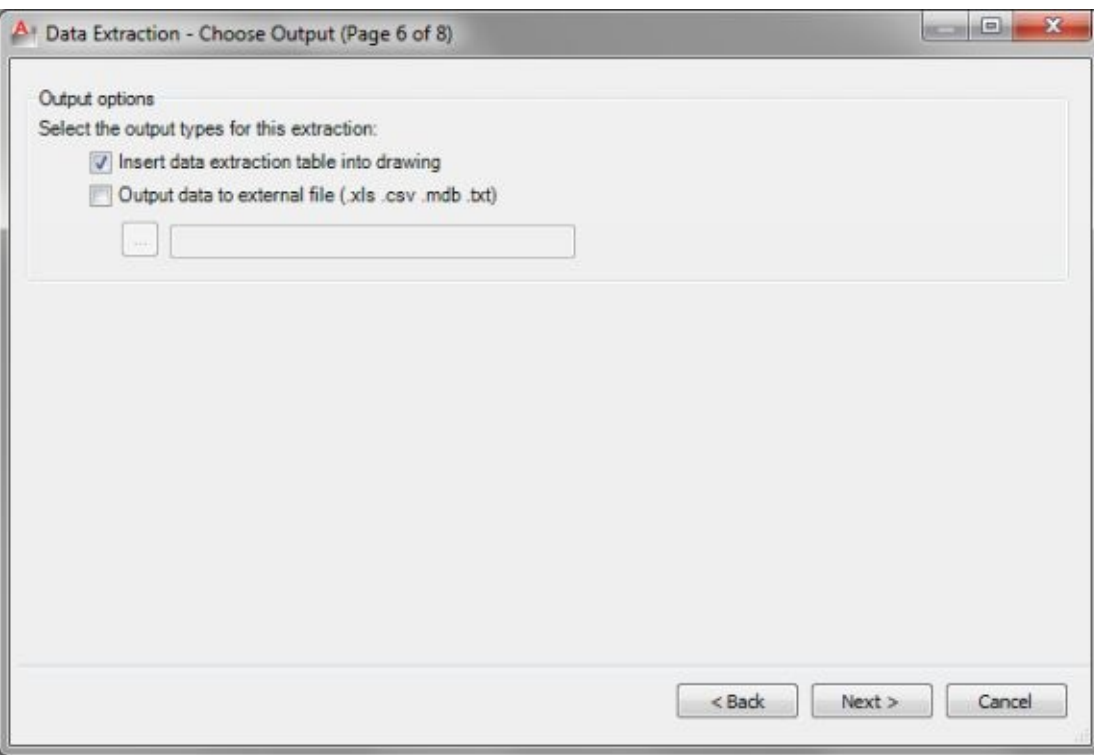 Data Extraction - Choose Output (Page 6 of 8)
Output options
Select the output types for this extraction:
Insert data extraction table into drawing
Output data to external file (.xls .csv .mdb .txt)
...
< Back Next > Cancel